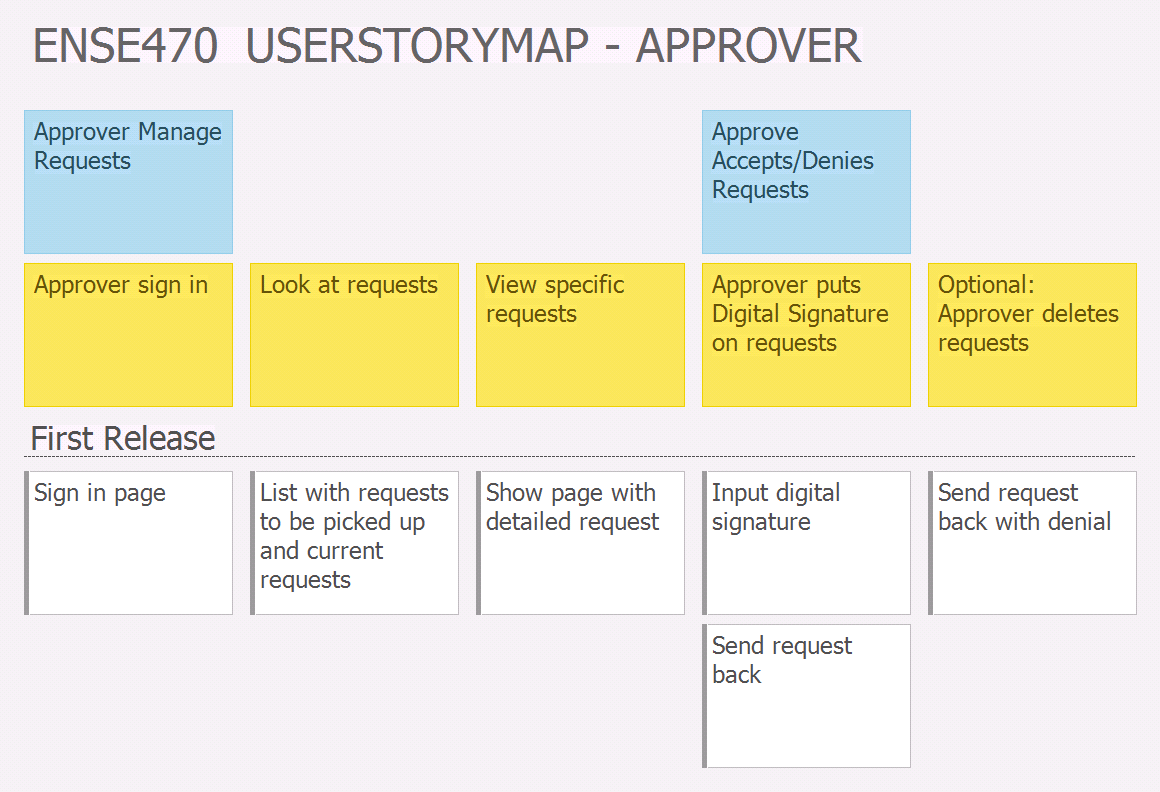 ENSE470 USERSTORYMAP - APPROVER
Approver Manage
Requests
Approve
Accepts/Denies
Requests
Approver sign in
Look at requests
View specific
requests
Approver puts
Digital Signature
on requests
Optional:
Approver deletes
requests
First Release
Sign in page
List with requests
to be picked up
and current
requests
Show page with
detailed request
Input digital
signature
Send request
back with denial
Send request
back